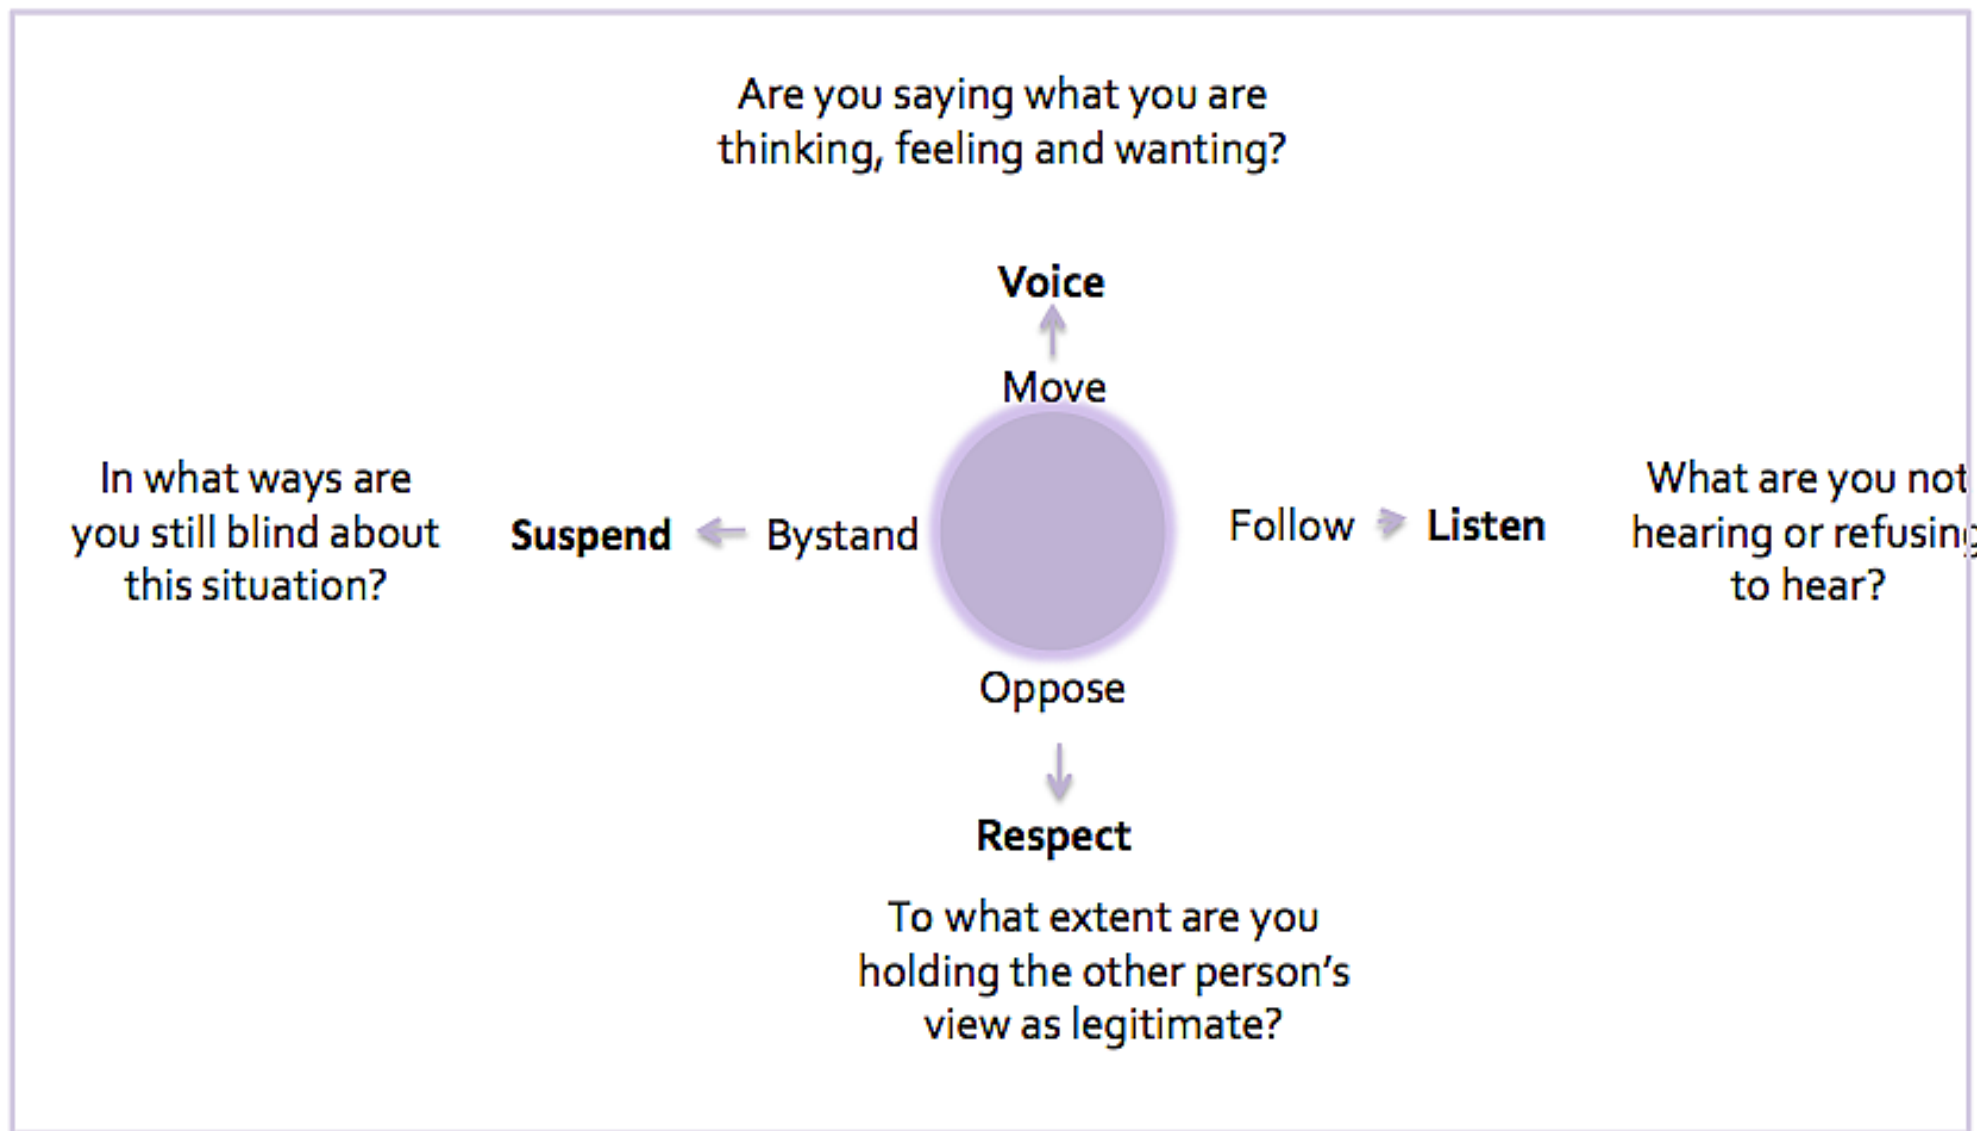 Are you saying what you are
thinking, feeling and wanting?
Voice
Move
In what ways are
you still blind about
this situation?
Suspend
Bystand
Follow
Listen
What are you not
hearing or refusing
to hear?
Oppose
Respect
To what extent are you
holding the other person’s
view as legitimate?